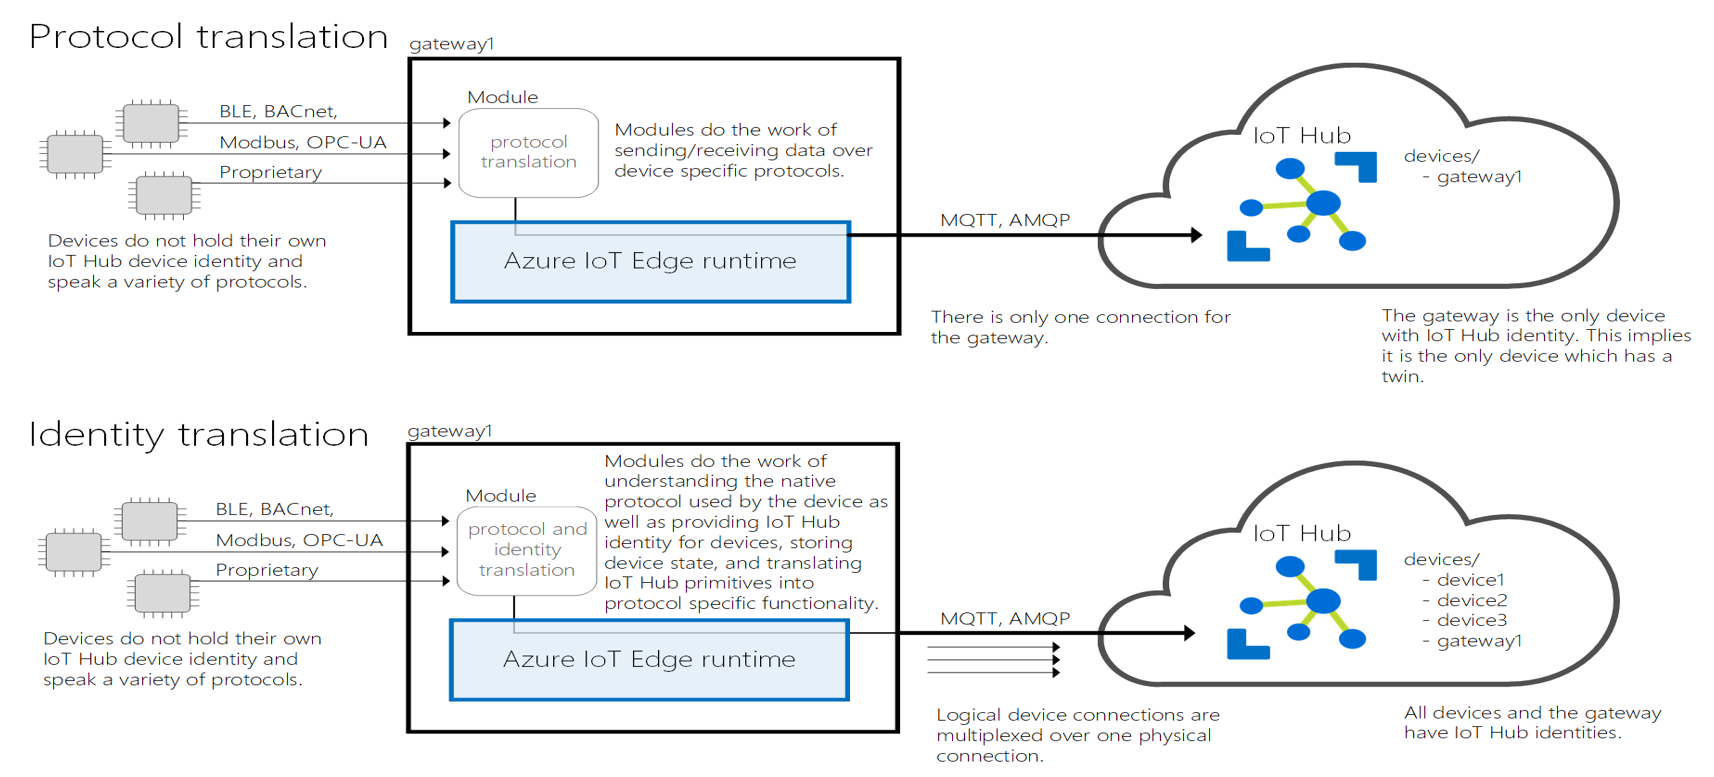 Protocol translation
gateway1
Module
BLE, BACnet,
Modbus, OPC-UA
Proprietary
protocol
translation
Modules do the work of
sending/receiving data over
device specific protocols.
Devices do not hold their own
IoT Hub device identity and
speak a variety of protocols.
Azure IoT Edge runtime
MQTT, AMQP
There is only one connection for
the gateway.
IoT Hub
devices/
- gateway1
The gateway is the only device
with IoT Hub identity. This implies
it is the only device which has a
twin.
Identity translation
gateway1
Module
BLE, BACnet,
Modbus, OPC-UA
Proprietary
protocol and
identity
translation
Modules do the work of
understanding the native
protocol used by the device as
well as providing IoT Hub
identity for devices, storing
device state, and translating
IoT Hub primitives into
protocol specific functionality.
Devices do not hold their own
IoT Hub device identity and
speak a variety of protocols.
Azure IoT Edge runtime
MQTT, AMQP
Logical device connections are
multiplexed over one physical
connection.
IoT Hub
devices/
- device1
- device2
- device3
- gateway1
All devices and the gateway
have IoT Hub identities.